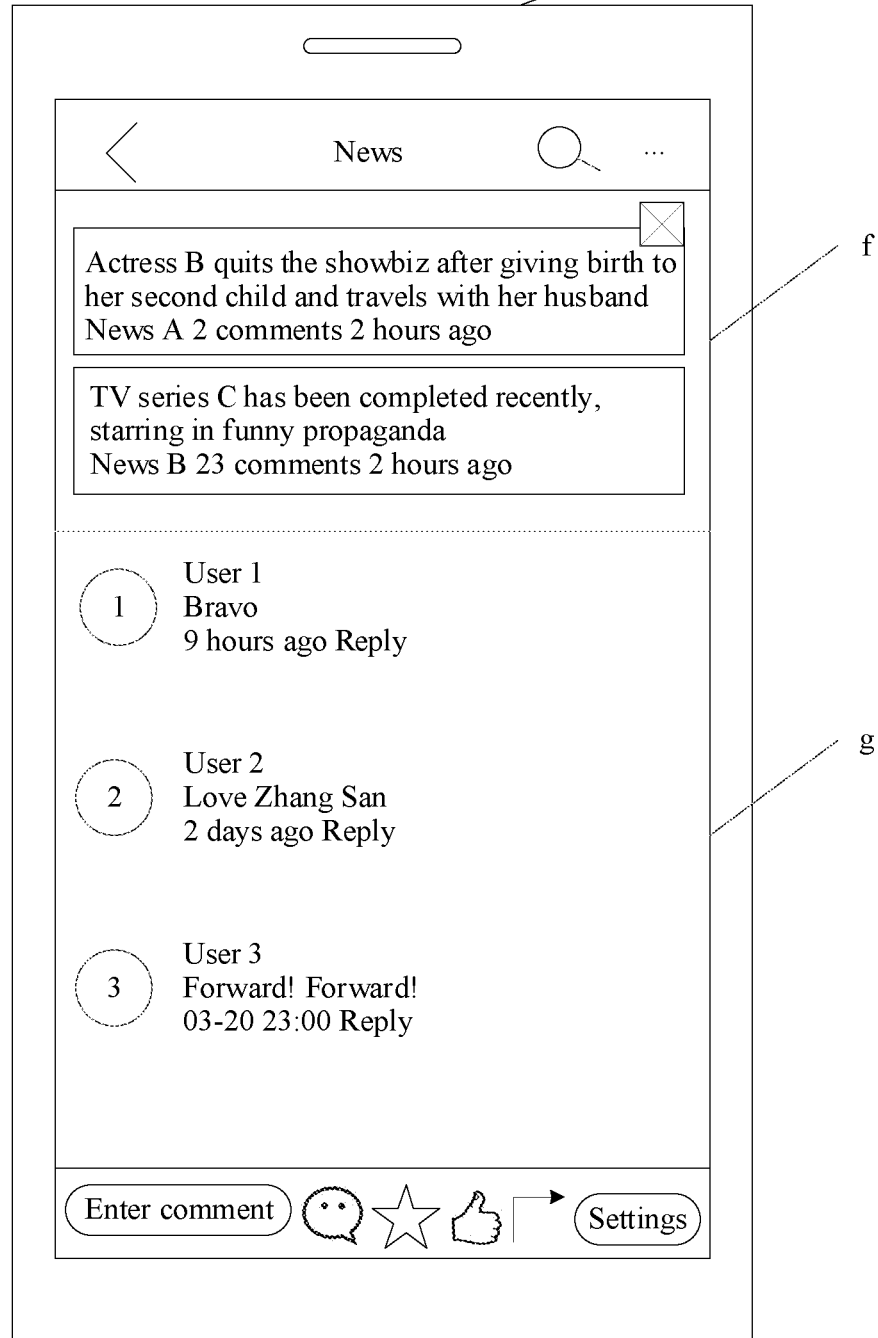 News
...
Actress B quits the showbiz after giving birth to
her second child and travels with her husband
News A 2 comments 2 hours ago
f
TV series C has been completed recently,
starring in funny propaganda
News B 23 comments 2 hours ago
1
User 1
Bravo
9 hours ago Reply
g
2
User 2
Love Zhang San
2 days ago Reply
3
User 3
Forward! Forward!
03-20 23:00 Reply
Enter comment
Settings